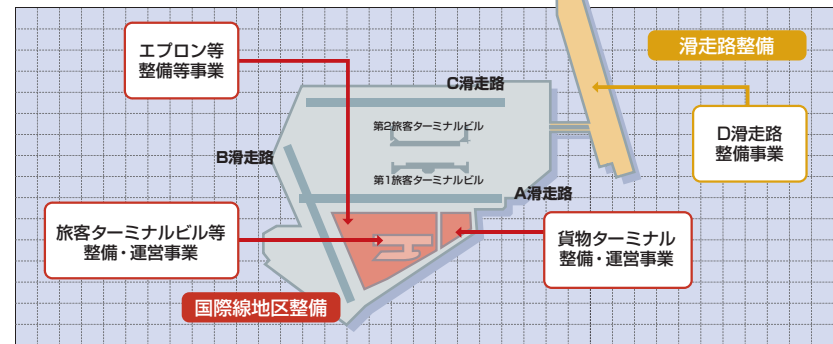 エプロン等
整備等事業
滑走路整備
C滑走路
第2旅客ターミナルビル
D滑走路
整備事業
B滑走路
第1旅客ターミナルビル
A滑走路
旅客ターミナルビル等
整備・運営事業
貨物ターミナル
整備・運営事業
国際線地区整備